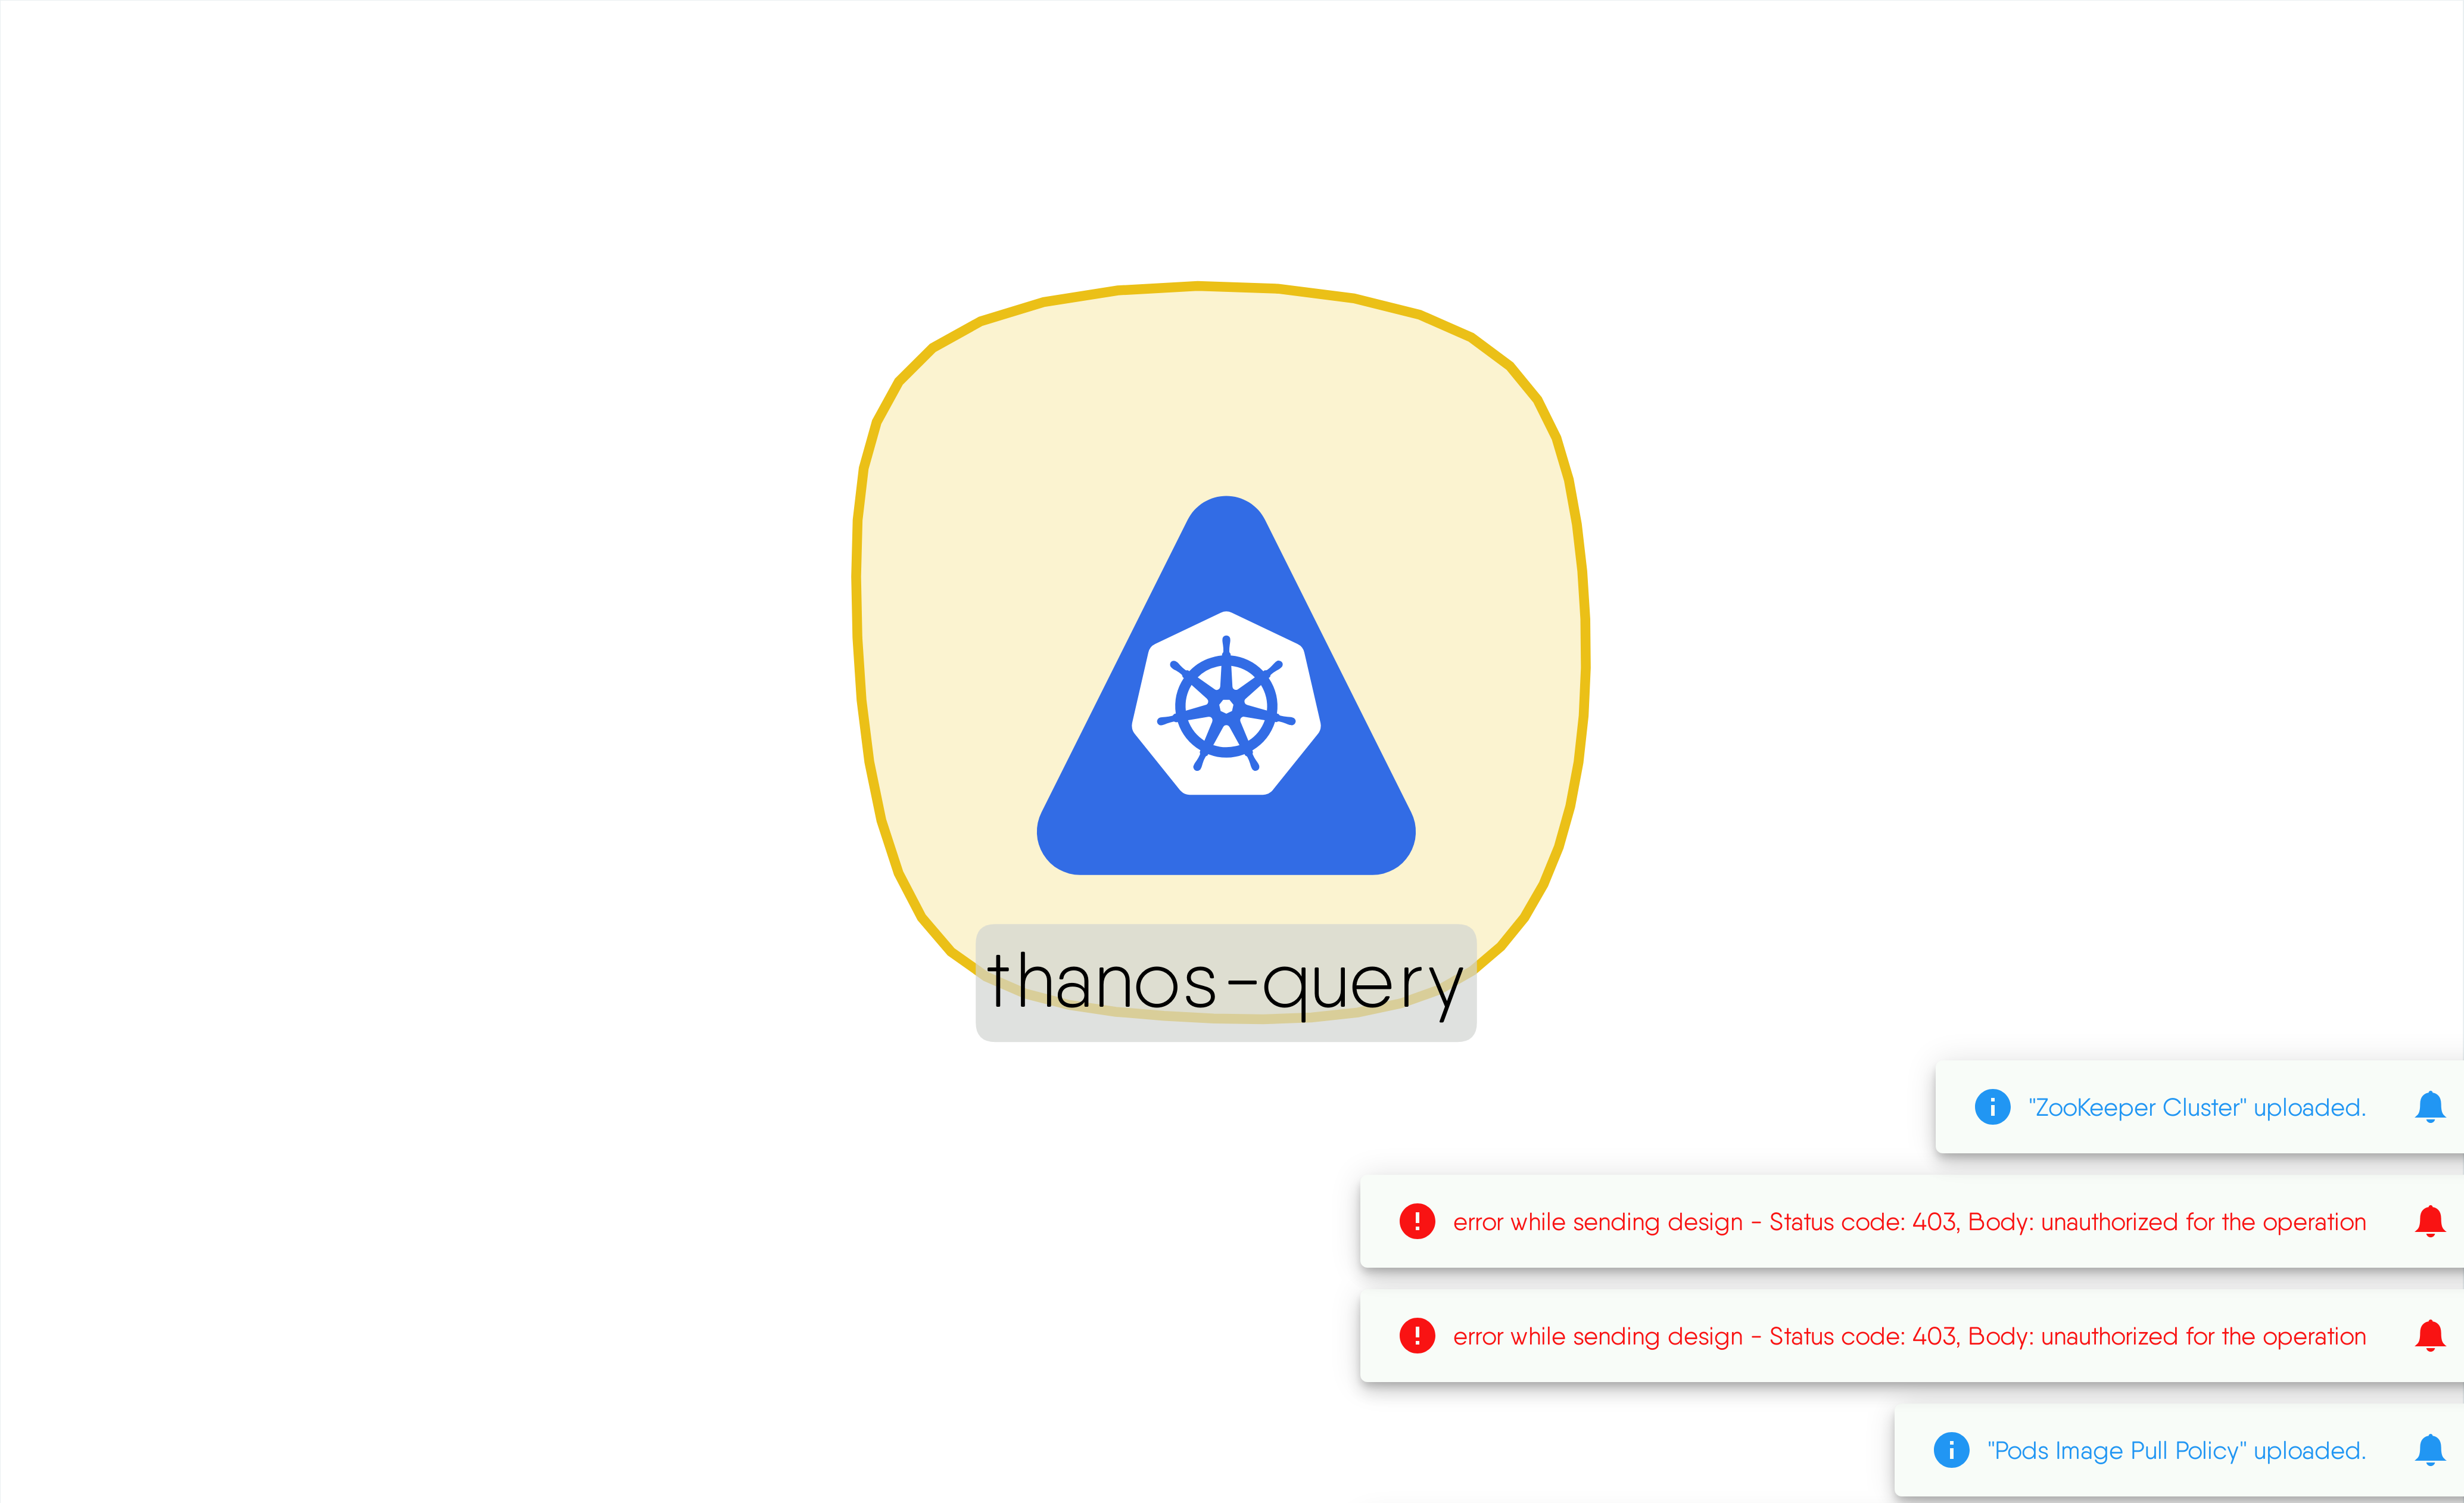 thanos-query
"ZooKeeper Cluster" uploaded.
error while sending design - Status code: 403, Body: unauthorized for the operation
error while sending design - Status code: 403, Body: unauthorized for the operation
"Pods Image Pull Policy" uploaded.